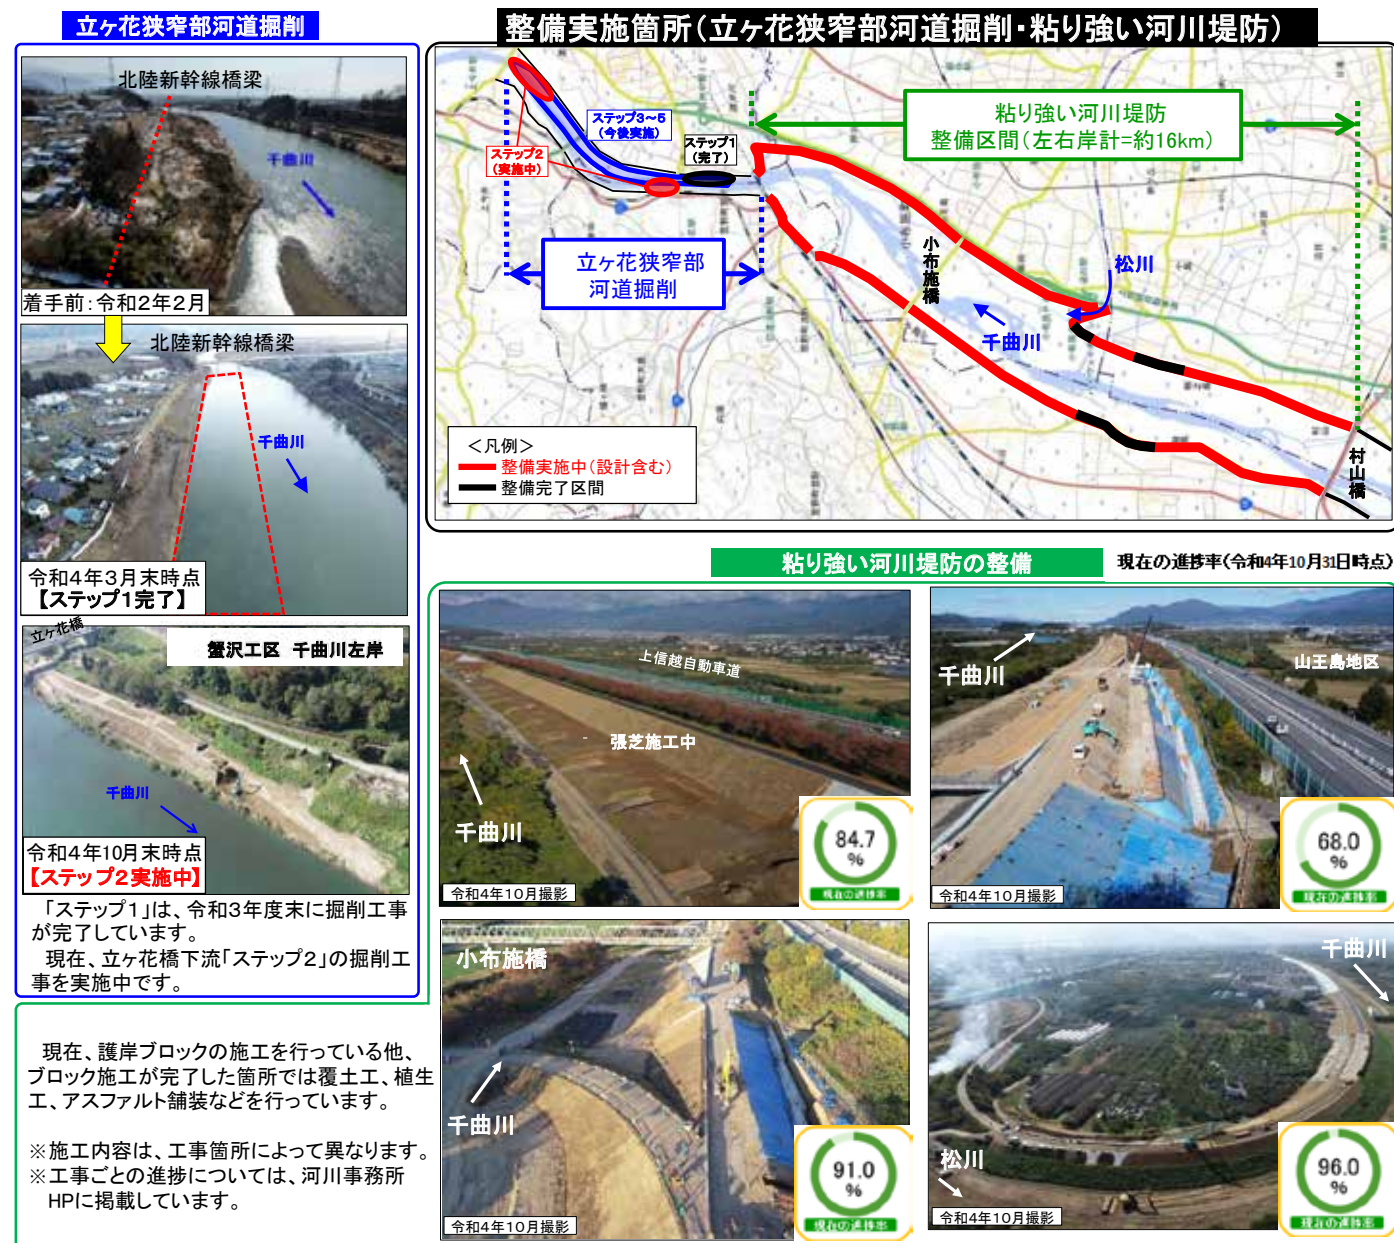 立ヶ花狭窄部河道掘削
北陸新幹線橋梁
千曲川
着手前:令和2年2月
北陸新幹線橋梁
千曲川
令和4年3月末時点
【ステップ1完了】
立ヶ花橋
蟹沢工区 千曲川左岸
千曲川
令和4年10月末時点
【ステップ2実施中】
「ステップ1」は、令和3年度末に掘削工事
が完了しています。
現在、立ヶ花橋下流「ステップ2」の掘削工
事を実施中です。
整備実施箇所(立ヶ花狭窄部河道掘削・粘り強い河川堤防)
ステップ3~5
(今後実施)
ステップ2
(実施中)
ステップ1
(完了)
粘り強い河川堤防
整備区間(左右岸計=約16km)
立ヶ花狭窄部
河道掘削
小布施橋
松川
千曲川
村山橋
<凡例>
整備実施中(設計含む)
整備完了区間
粘り強い河川堤防の整備
現在の進捗率(令和4年10月31日時点)
上信越自動車道
張芝施工中
千曲川
84.7
%
現在の進捗率
令和4年10月撮影
千曲川
山王島地区
68.0
%
現在の進捗率
令和4年10月撮影
小布施橋
千曲川
91.0
%
現在の進捗率
令和4年10月撮影
千曲川
松川
96.0
%
現在の進捗率
令和4年10月撮影
現在、護岸ブロックの施工を行っている他、
ブロック施工が完了した箇所では覆土工、植生
工、アスファルト舗装などを行っています。
※施工内容は、工事箇所によって異なります。
※工事ごとの進捗については、河川事務所
HPに掲載しています。